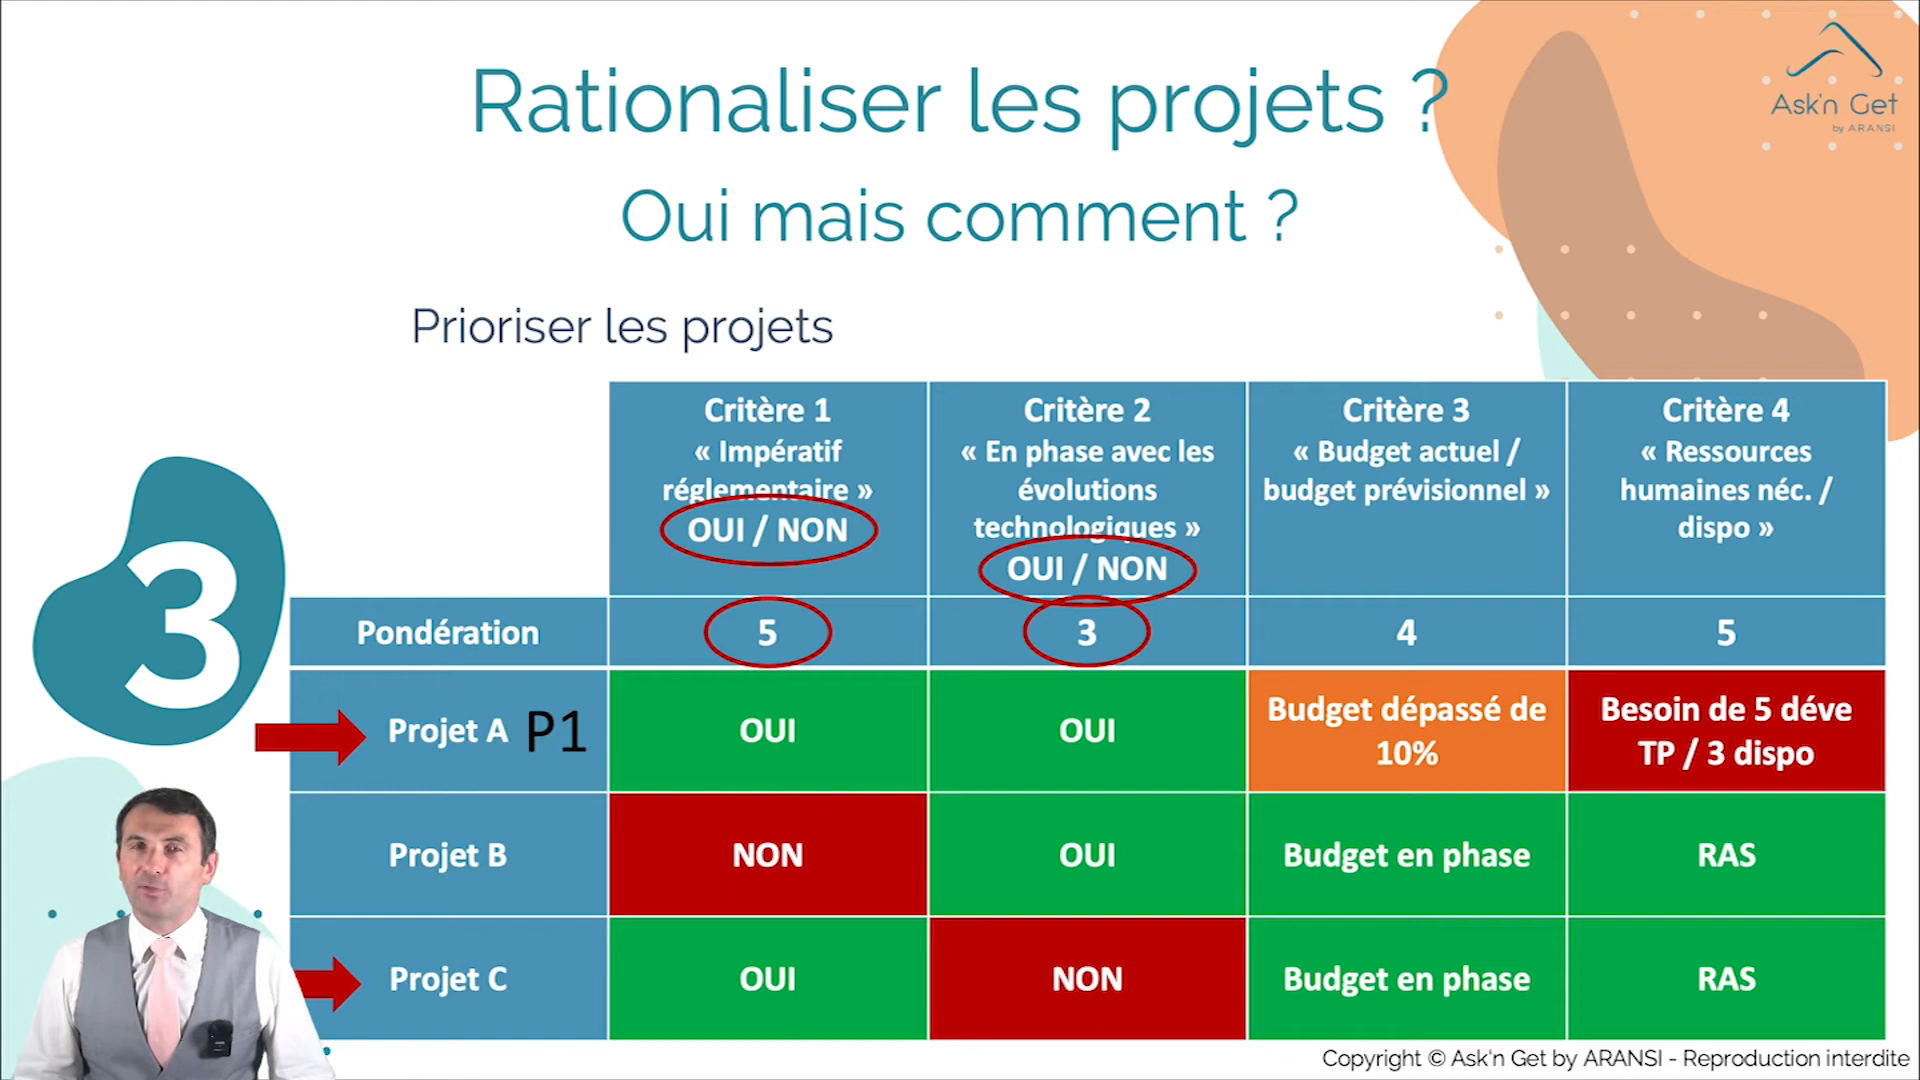 Rationaliser les projets ?
Ask'n Get
by ARANSI
Oui mais comment ?
Prioriser les projets
3
Critère 1
« Impératif
réglementaire »
OUI / NON
Critère 2
« En phase avec les
évolutions
technologiques »
OUI / NON
Critère 3
« Budget actuel /
budget prévisionnel »
Critère 4
« Ressources
humaines néc. /
dispo »
Pondération
5
3
4
5
Projet A P1
OUI
OUI
Budget dépassé de
10%
Besoin de 5 déve
TP / 3 dispo
Projet B
NON
OUI
Budget en phase
RAS
Projet C
OUI
NON
Budget en phase
RAS
Copyright © Ask'n Get by ARANSI - Reproduction interdite